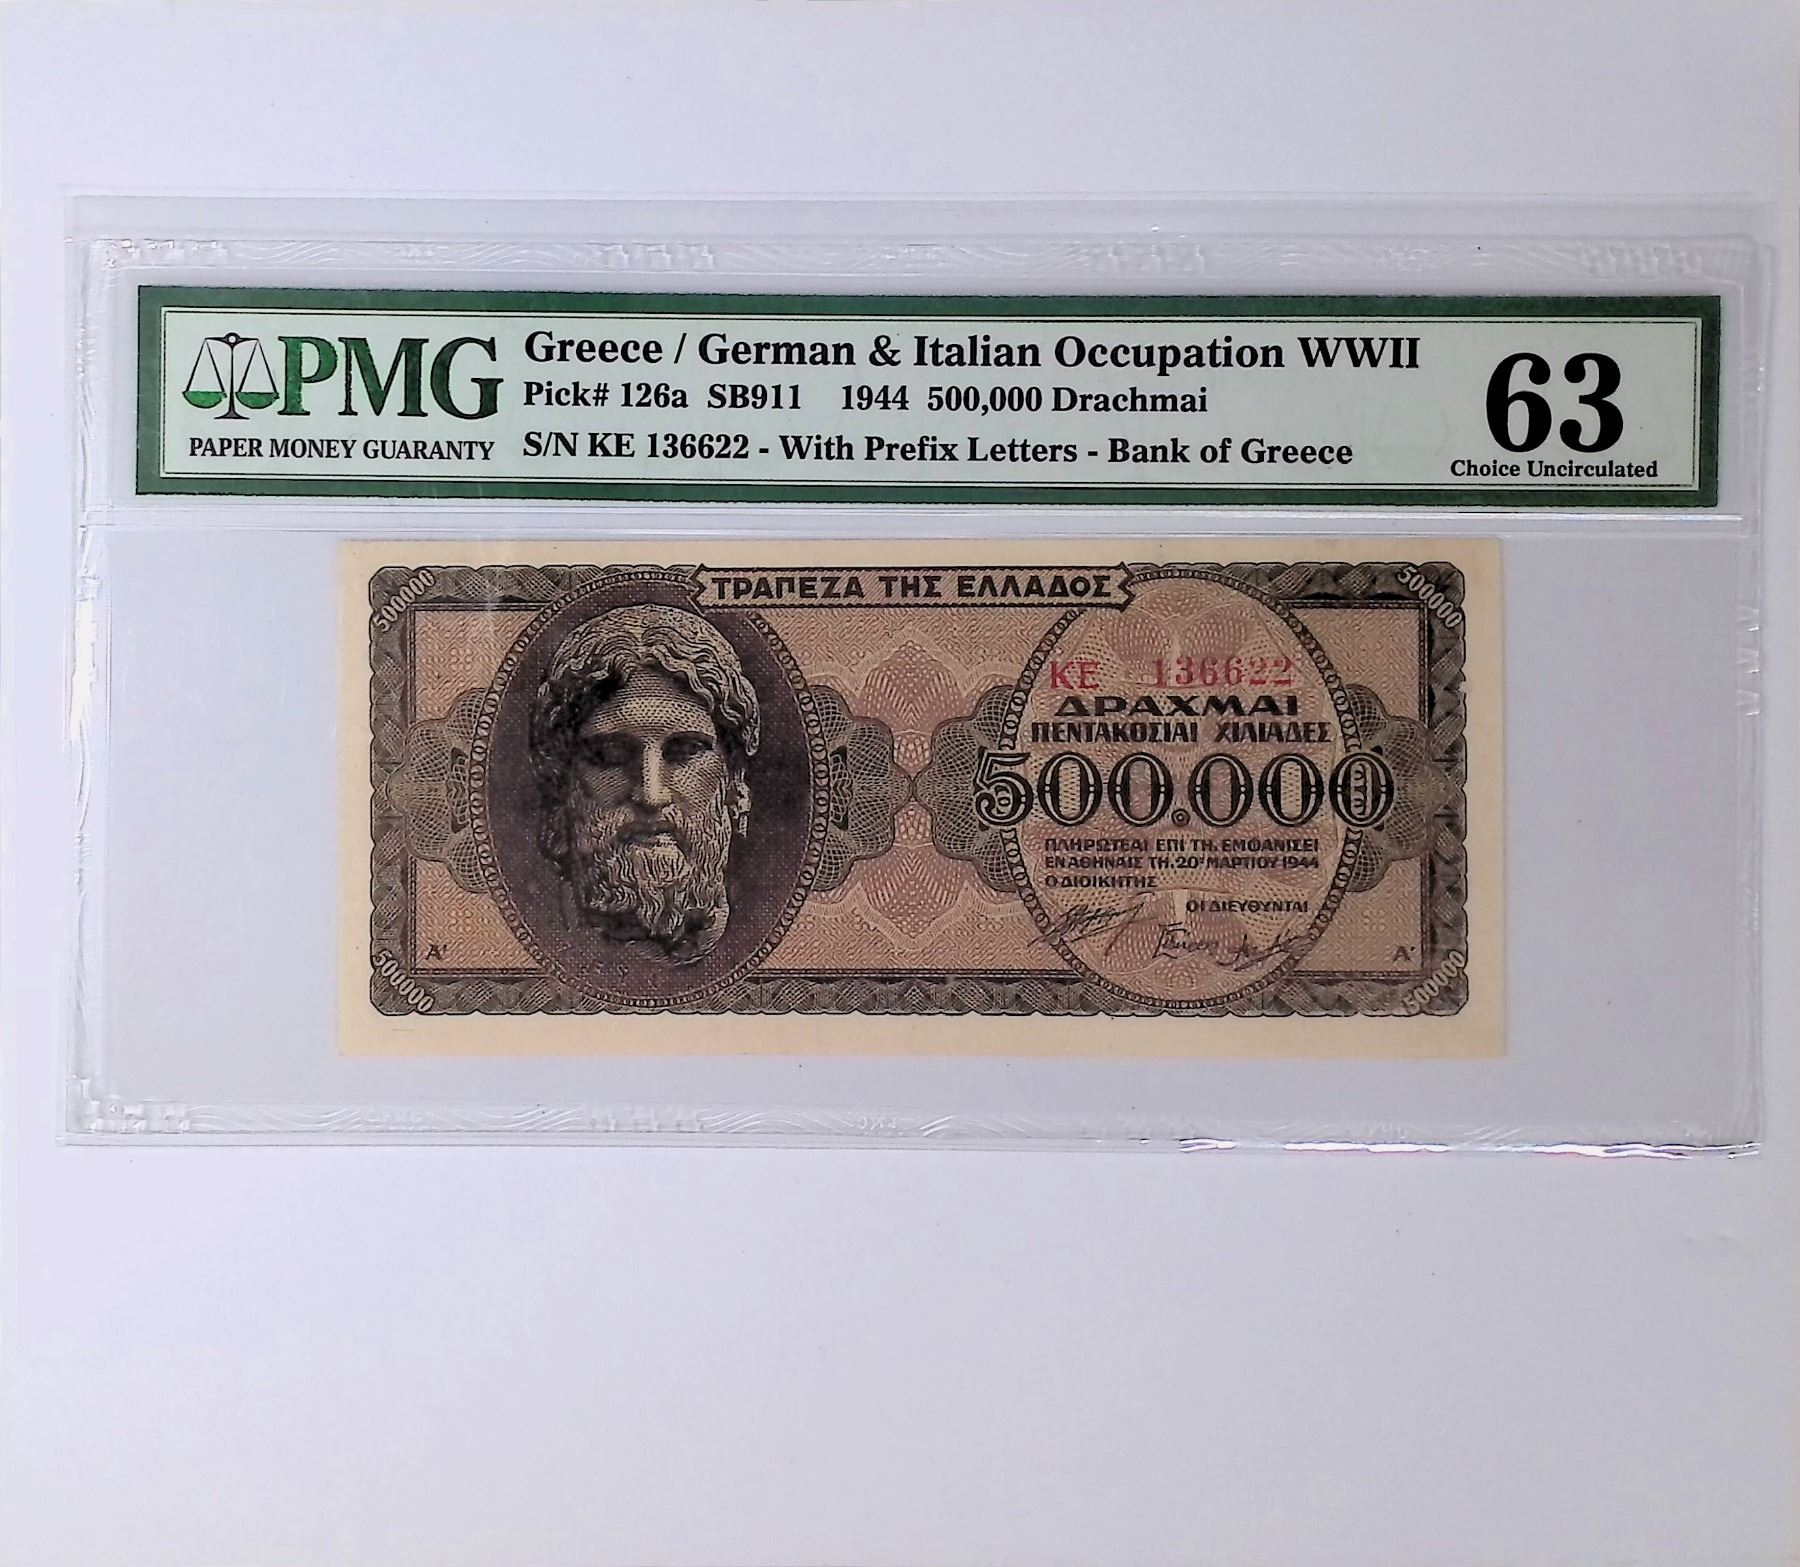 PMG
PAPER MONEY GUARANTY
Greece / German & Italian Occupation WWII
Pick# 126a SB911 1944 500,000 Drachmai
S/N KE 136622 - With Prefix Letters - Bank of Greece
63
Choice Uncirculated
500000
ΤΡΑΠΕΖΑ ΤΗΣ ΕΛΛΑΔΟΣ
500000
ΚΕ 136622
ΔΡΑΧΜΑΙ
ΠΕΝΤΑΚΟΣΙΑΙ ΧΙΛΙΑΔΕΣ
500.000
ΠΛΗΡΩΤΕΑΙ ΕΠΙ ΤΗ, ΕΜΦΑΝΙΣΕΙ
ΕΝ ΑΘΗΝΑΙΣ ΤΗ, 20ῌ ΜΑΡΤΙΟΥ 1944
Ο ΔΙΟΙΚΗΤΗΣ
ΟΙ ΔΙΕΥΘΥΝΤΑΙ
Α'
Α'
500000
500000